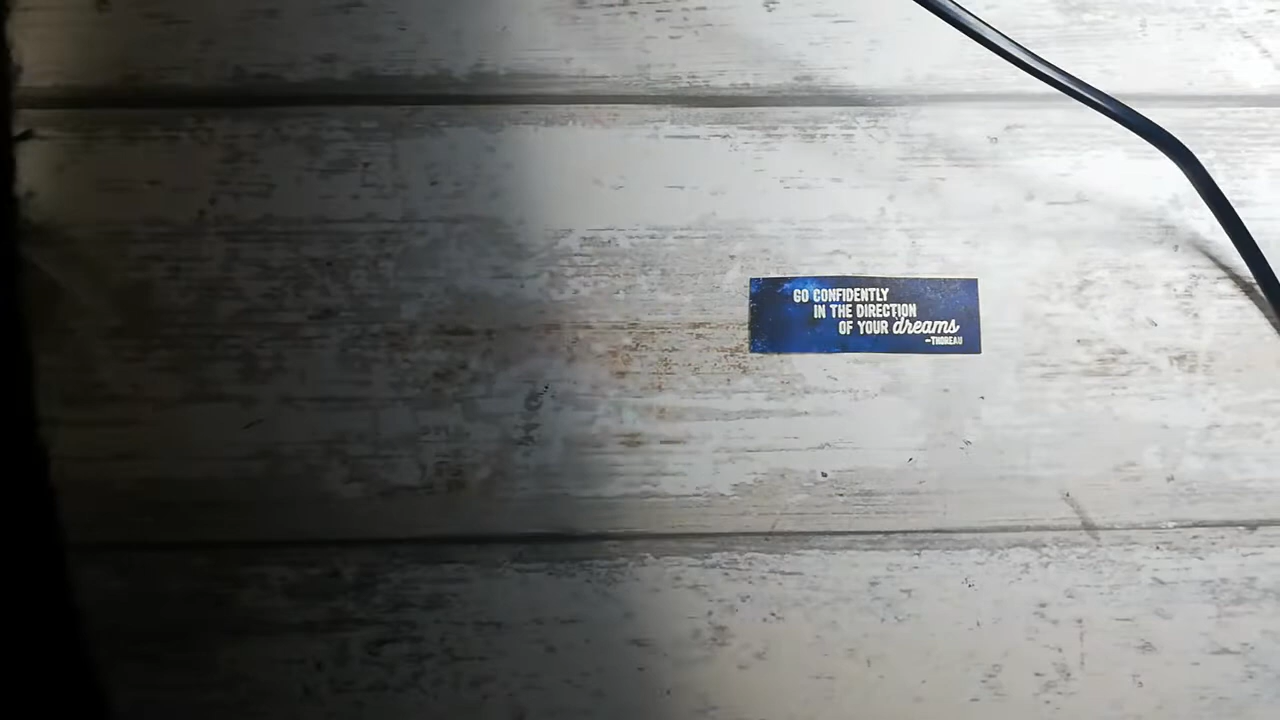 GO CONFIDENTLY
IN THE DIRECTION
OF YOUR dreams
-THOREAU